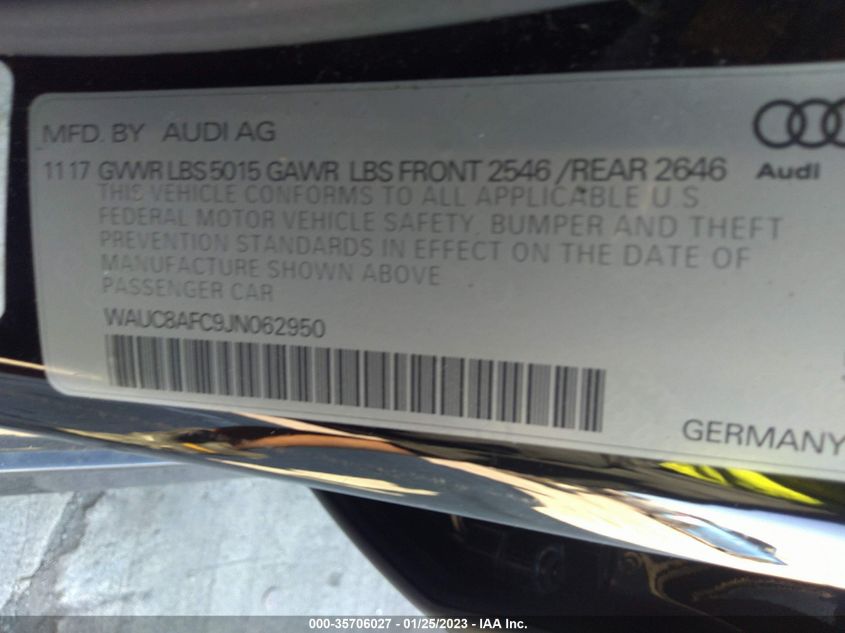 MFD. BY AUDI AG
11 17 GVWR LBS 5015 GAWR LBS FRONT 2546 /REAR 2646
Audi
THIS VEHICLE CONFORMS TO ALL APPLICABLE U.S
FEDERAL MOTOR VEHICLE SAFETY, BUMPER AND THEFT
PREVENTION STANDARDS IN EFFECT ON THE DATE OF
MANUFACTURE SHOWN ABOVE
PASSENGER CAR
WAUC8AFC9JN062950
GERMANY
000-35706027 - 01/25/2023 - IAA Inc.